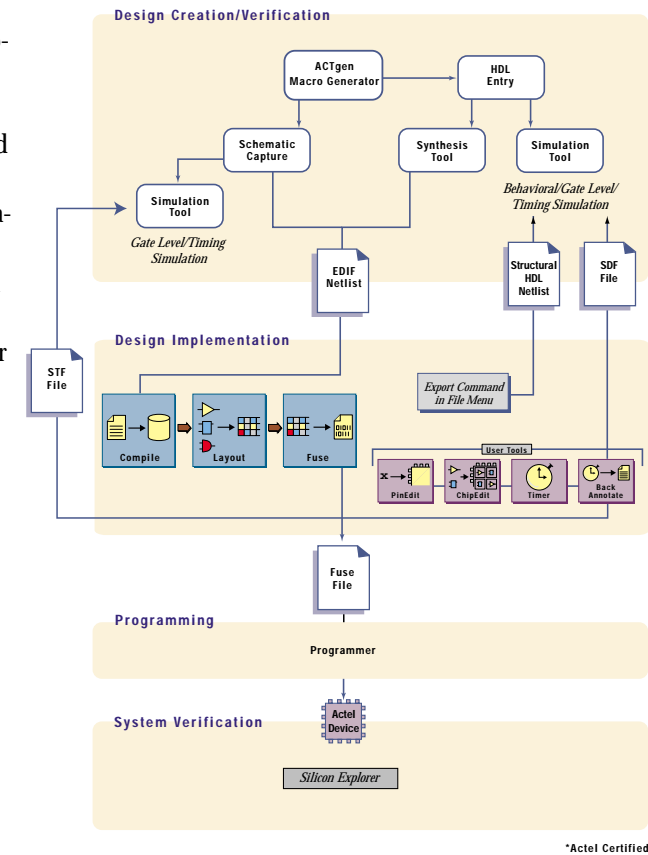 Design Creation/Verification
o-
ACTgen
Macro Generator
HDL
Entry
d
Schematic
Capture
Synthesis
Tool
Simulation
Tool
n-
Simulation
Tool
Behavioral/Gate Level/
Timing Simulation
Gate Level/Timing
Simulation
EDIF
Netlist
Structural
HDL
Netlist
SDF
File
r
Design Implementation
STF
File
Export Command
in File Menu
Compile
Layout
01011
10111
Fuse
User Tools
PinEdit
ChipEdit
Timer
Back
Annotate
Fuse
File
Programming
Programmer
System Verification
Actel
Device
Silicon Explorer
*Actel Certified